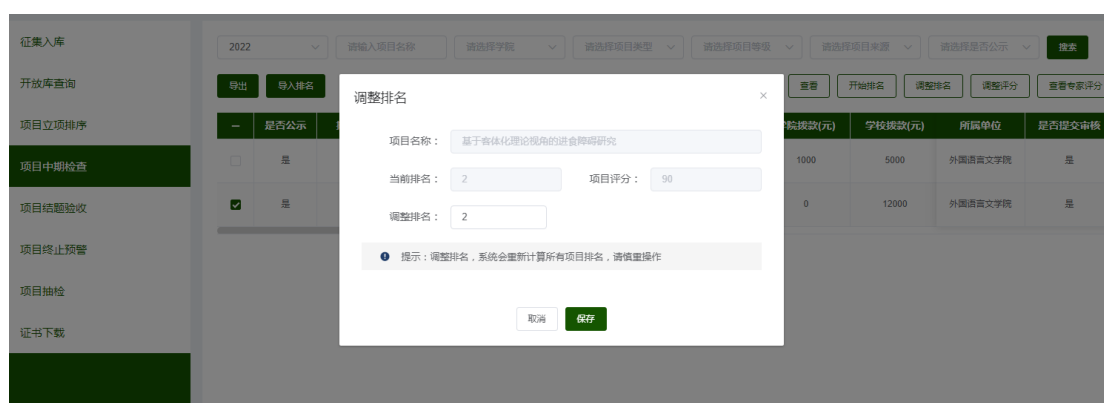 征集入库
开放库查询
项目立项排序
项目中期检查
项目结题验收
项目终止预警
项目抽检
证书下载
2022 请输入项目名称 请选择学院 请选择项目类型 请选择项目等级 请选择项目来源 请选择是否公示 搜索
导出 导入排名 查看 开始排名 调整排名 调整评分 查看专家评分
是否公示 院拨款(元) 学校拨款(元) 所属单位 是否提交审核
是 1000 5000 外国语言文学院 是
是 0 12000 外国语言文学院 是
调整排名
项目名称： 基于客体化理论视角的进食障碍研究
当前排名： 2 项目评分： 90
调整排名： 2
提示：调整排名，系统会重新计算所有项目排名，请慎重操作
取消 保存